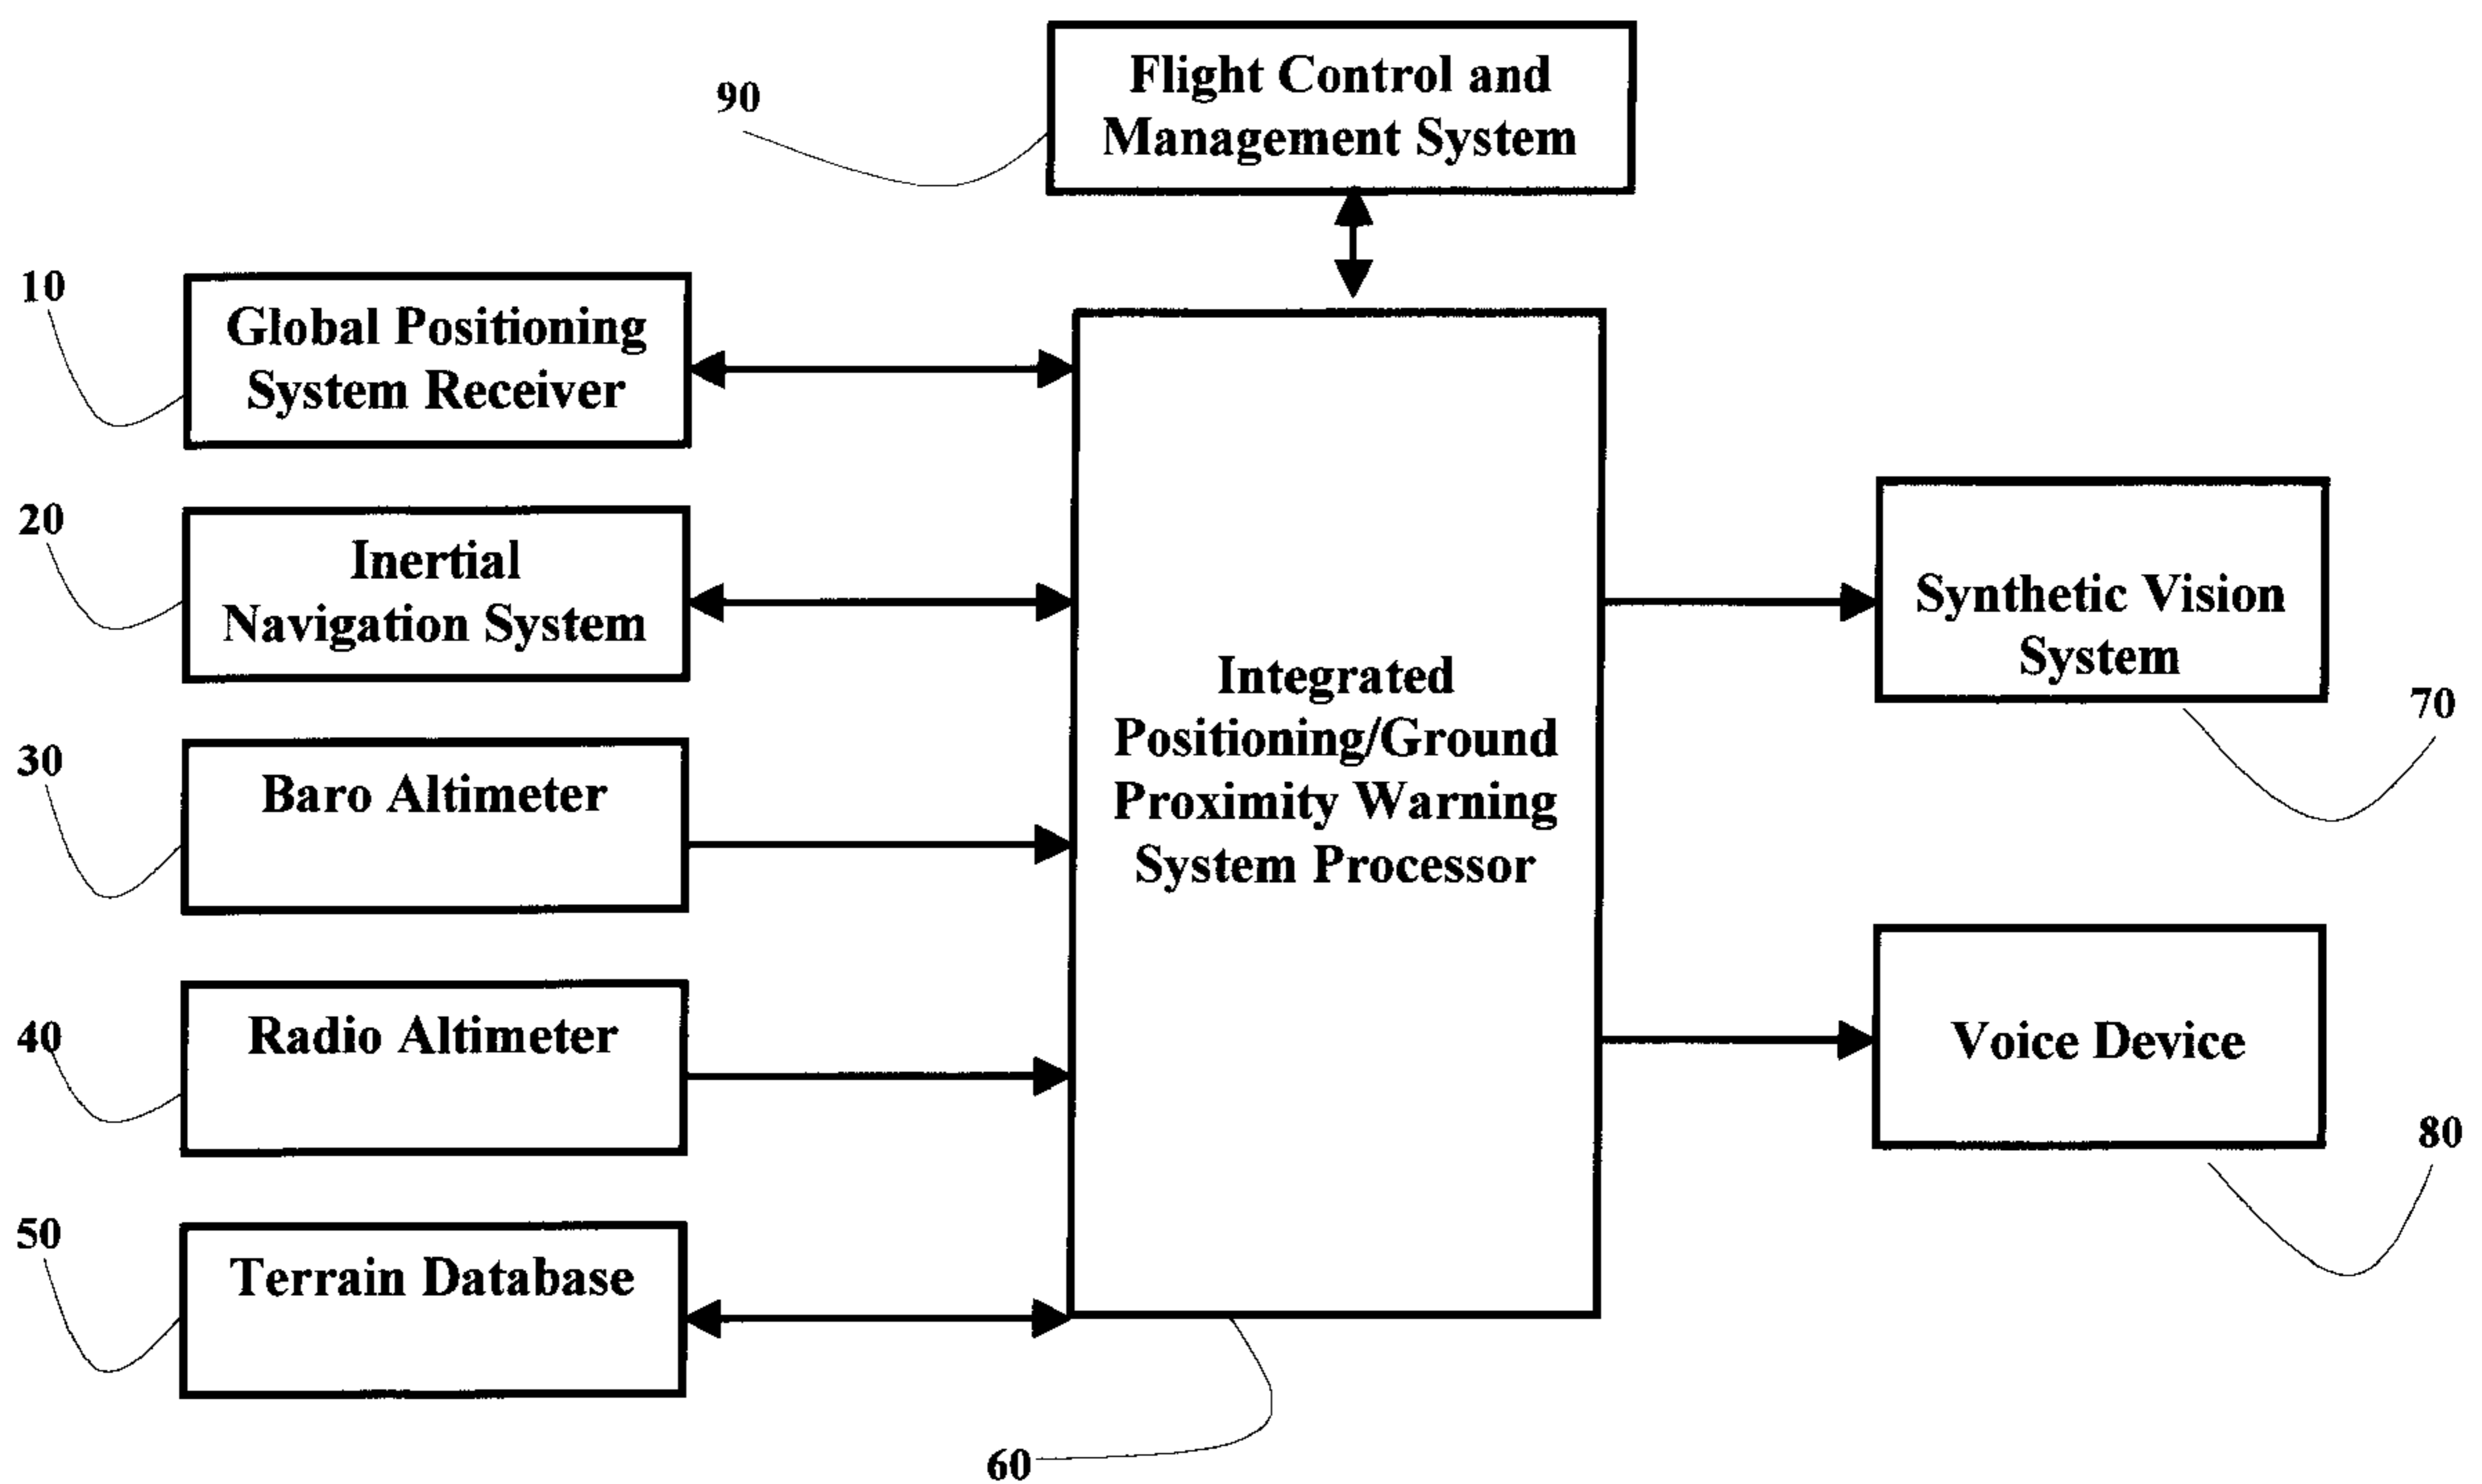 90
Flight Control and
Management System
10
Global Positioning
System Receiver
20
Inertial
Navigation System
30
Baro Altimeter
40
Radio Altimeter
50
Terrain Database
Integrated
Positioning/Ground
Proximity Warning
System Processor
60
Synthetic Vision
System
70
Voice Device
80